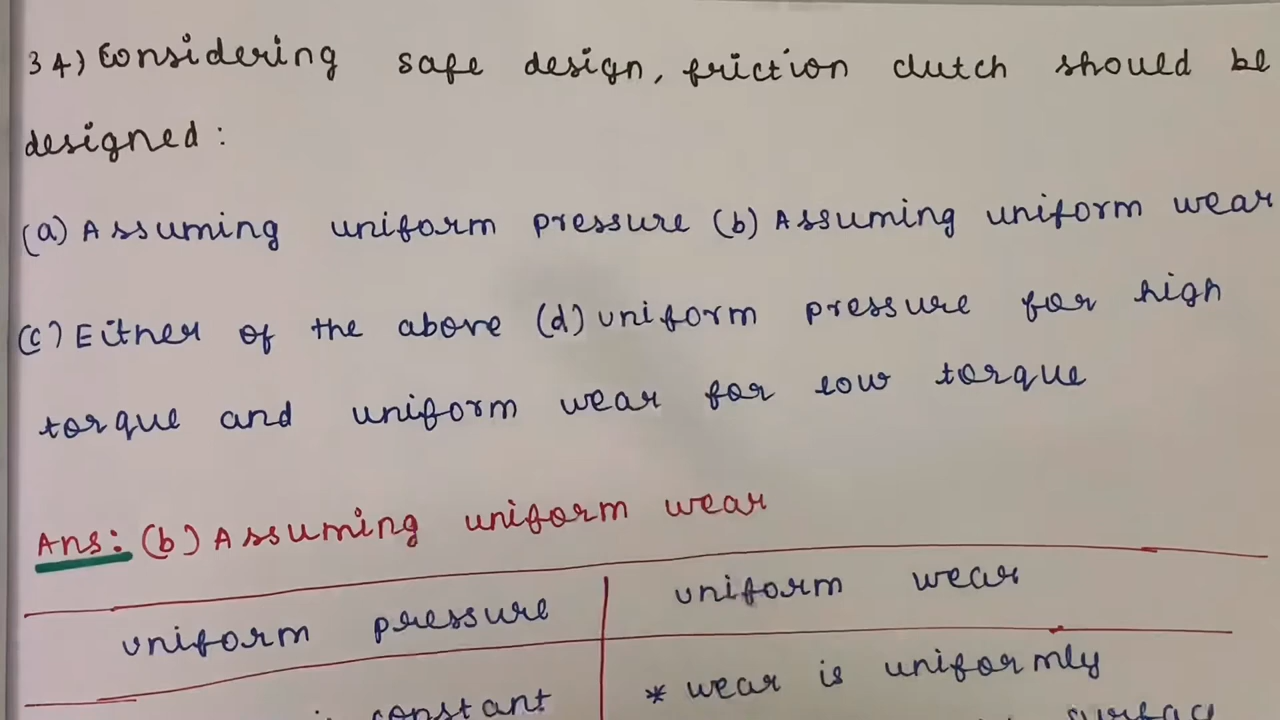 34) Considering safe design, friction clutch should be
designed:
(a) Assuming uniform pressure (b) Assuming uniform wear
(c) Either of the above (d) uniform pressure for high
torque and uniform wear for low torque
Ans: (b) Assuming uniform wear
uniform pressure
uniform wear
constant
* wear is uniformly